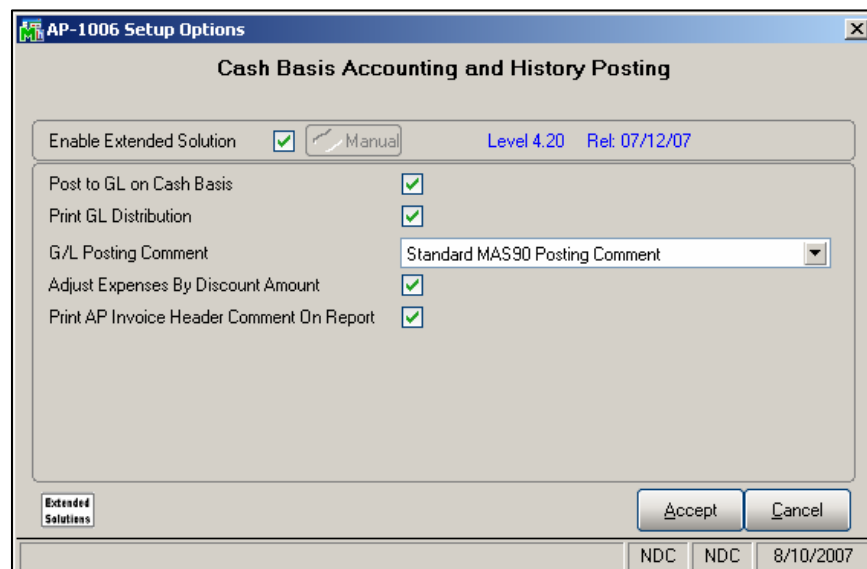 AP-1006 Setup Options
Cash Basis Accounting and History Posting
Enable Extended Solution Manual Level 4.20 Rel: 07/12/07
Post to GL on Cash Basis
Print GL Distribution
G/L Posting Comment Standard MAS90 Posting Comment
Adjust Expenses By Discount Amount
Print AP Invoice Header Comment On Report
Extended
Solutions
Accept Cancel
NDC NDC 8/10/2007